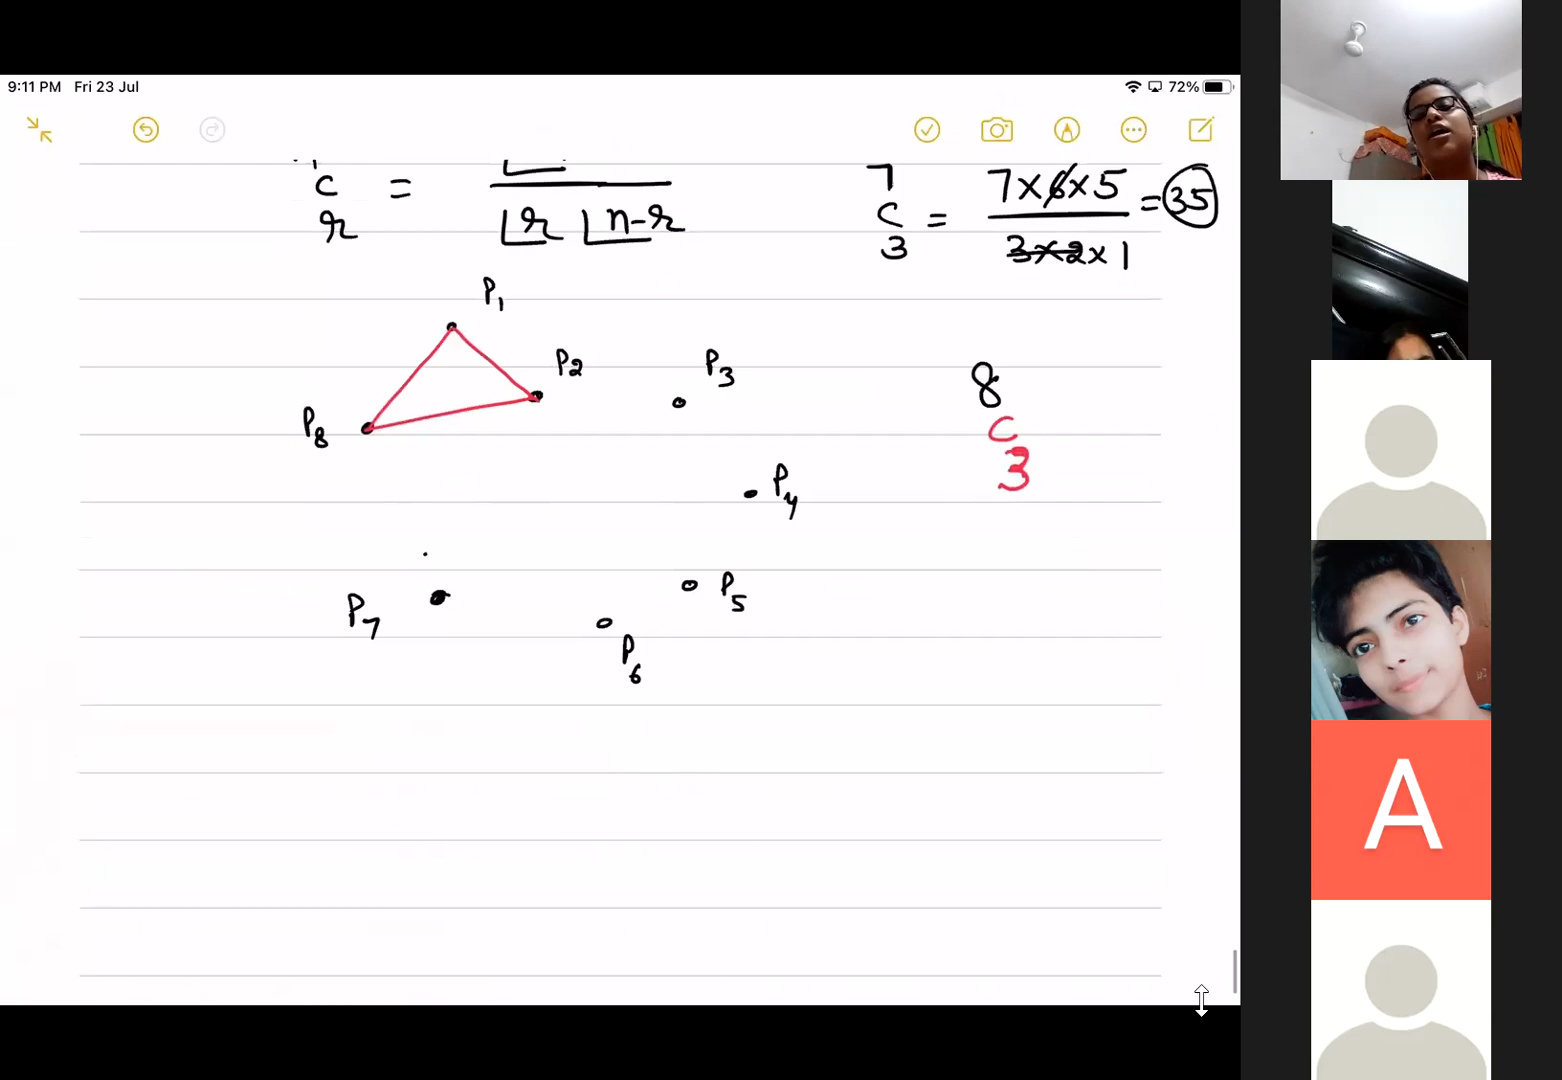 9:11 PM Fri 23 Jul 72%
c = 7 7×6×5 = 35
r r n-r c =
3 3×2×1
P1
P2 P3
8
P8 c
3
P4
P5
P7
P6
A